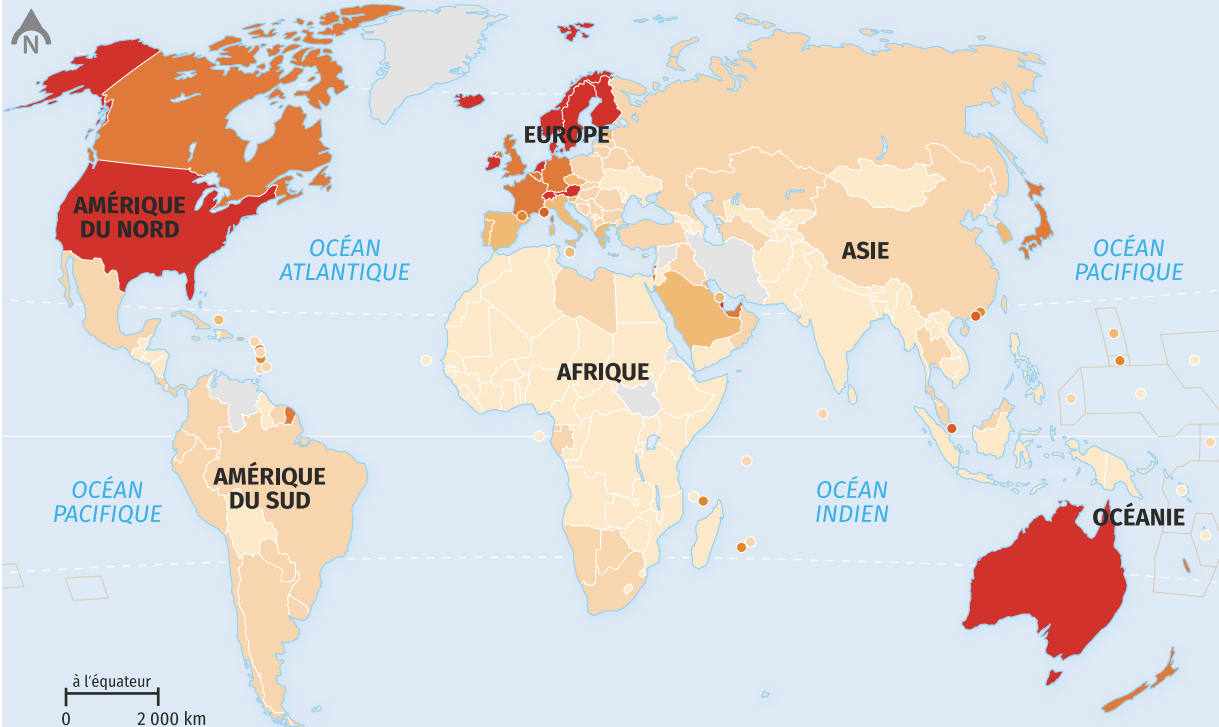 N
EUROPE
AMÉRIQUE
DU NORD
OCÉAN
ATLANTIQUE
ASIE
OCÉAN
PACIFIQUE
AFRIQUE
AMÉRIQUE
DU SUD
OCÉAN
PACIFIQUE
OCÉAN
INDIEN
OCÉANIE
à l'équateur
0
2 000 km